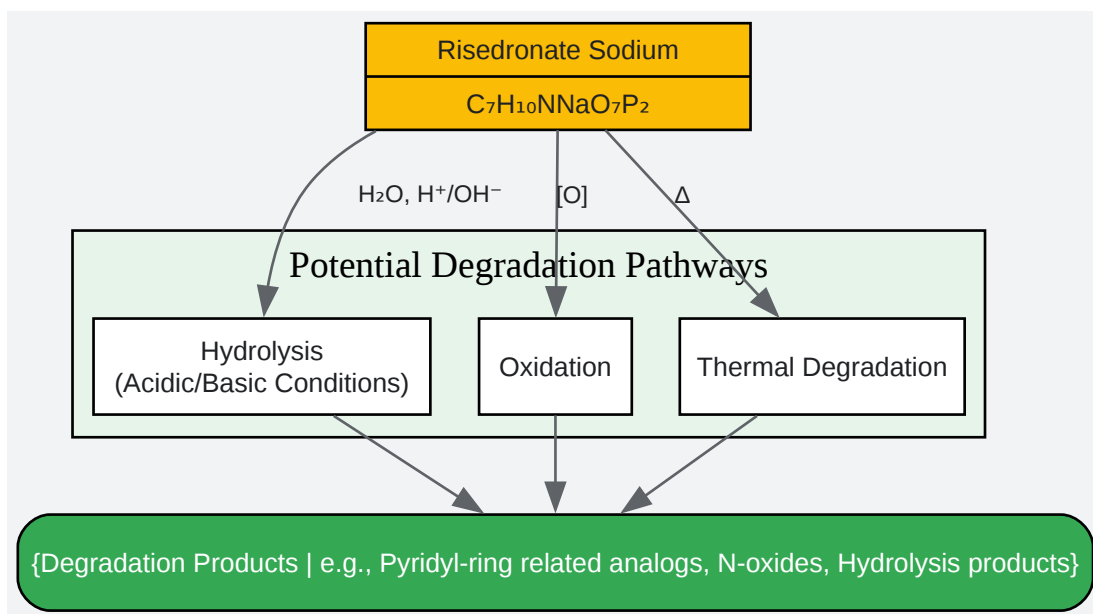 Risedronate Sodium
C₇H₁₀NNaO₇P₂
H₂O, H⁺/OH⁻
[O]
Δ
Potential Degradation Pathways
Hydrolysis
(Acidic/Basic Conditions)
Oxidation
Thermal Degradation
{Degradation Products | e.g., Pyridyl-ring related analogs, N-oxides, Hydrolysis products}